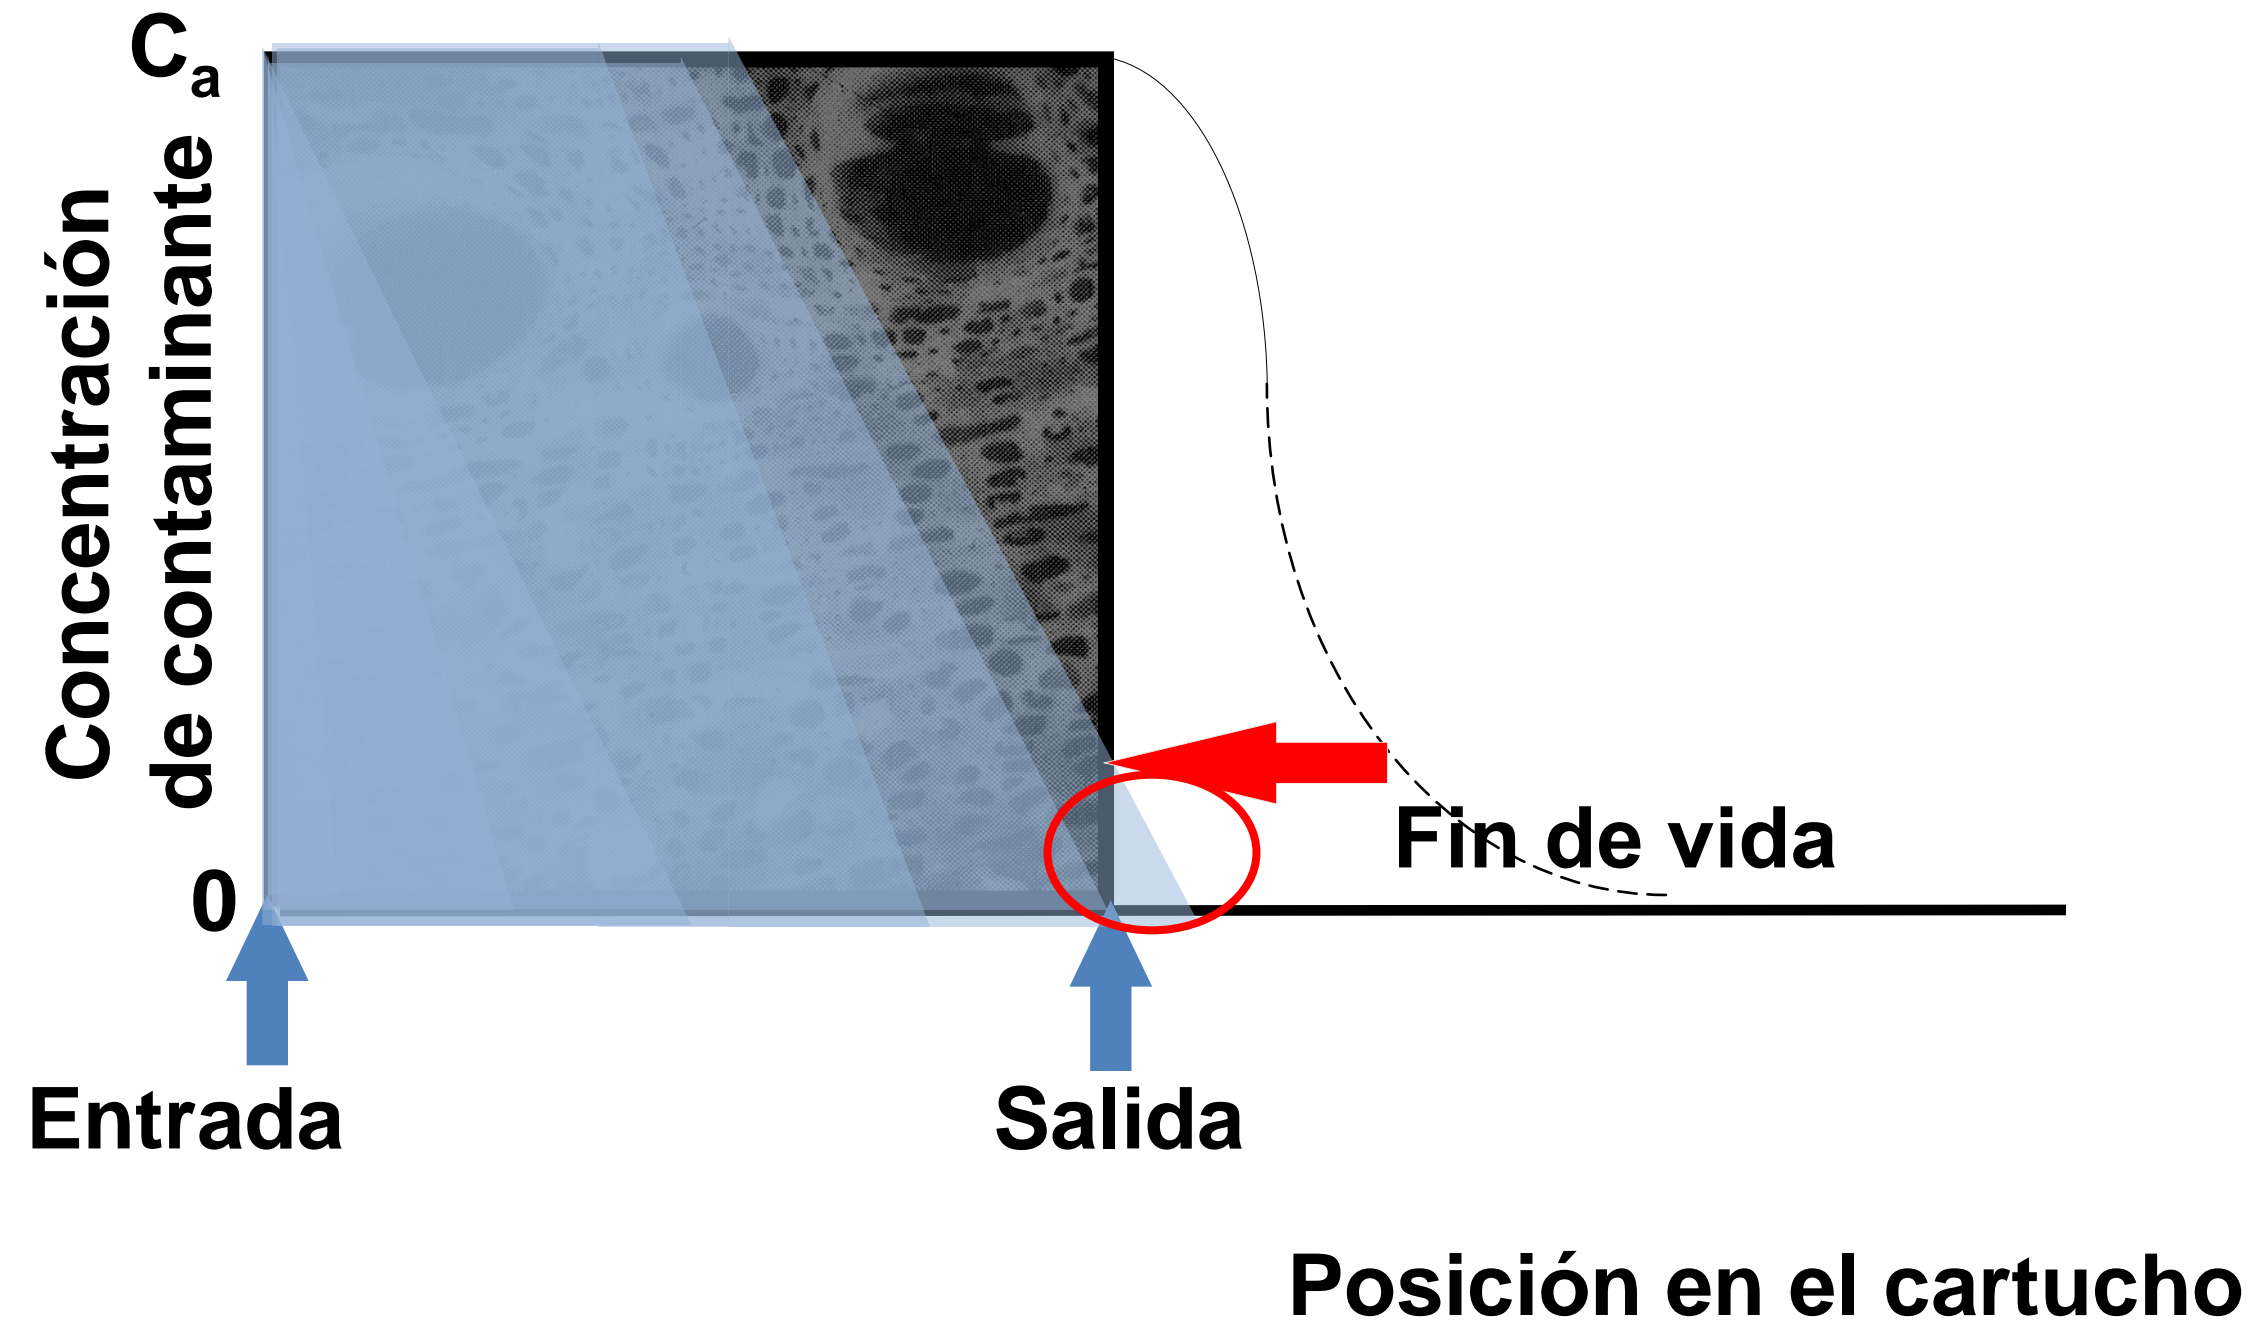 Cₐ
Concentración
de contaminante
0
Fin de vida
Entrada
Salida
Posición en el cartucho